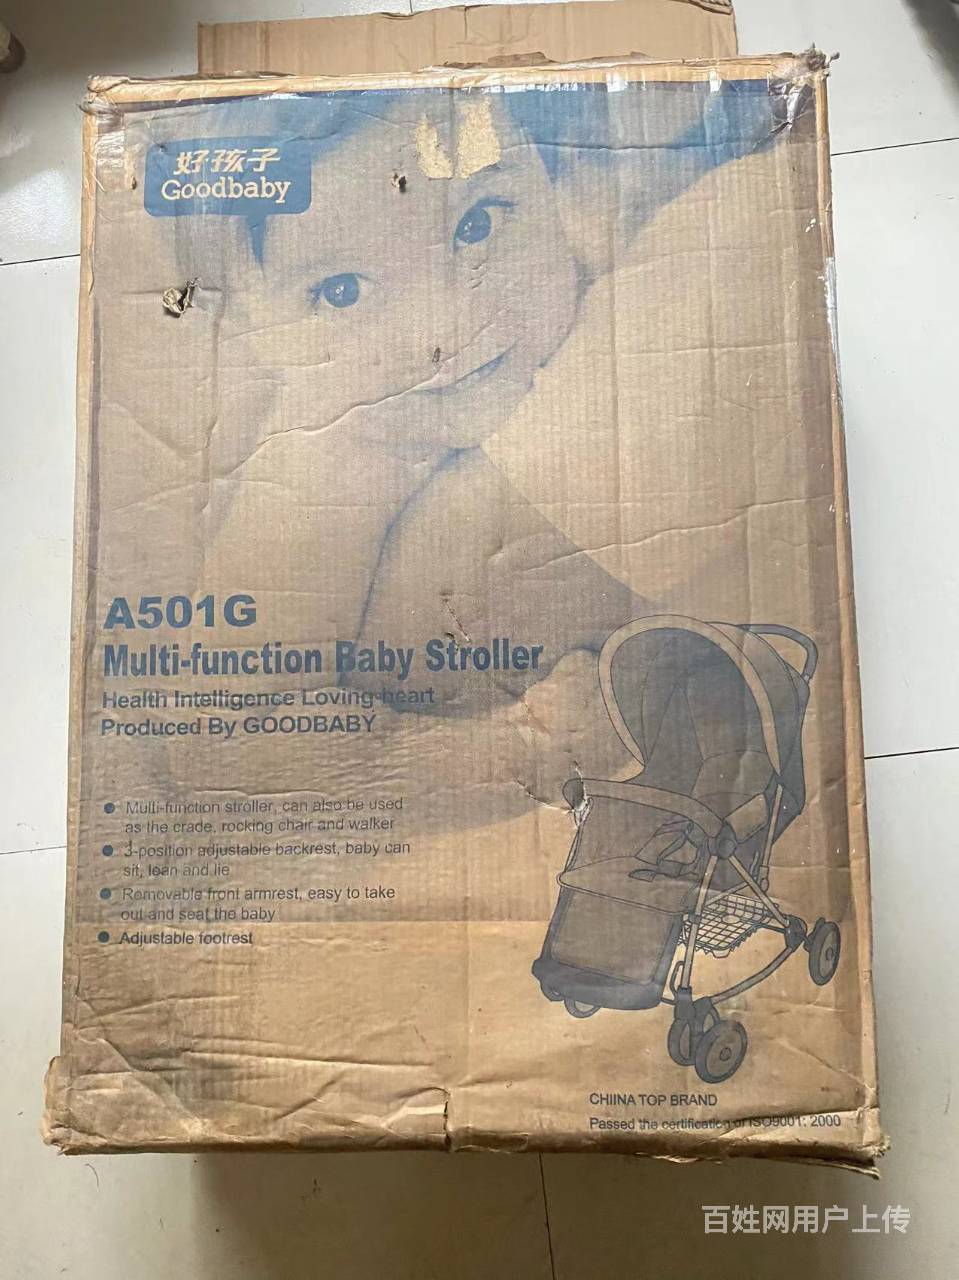 好孩子
Goodbaby
A501G
Multi-function Baby Stroller
Health Intelligence Loving-heart
Produced By GOODBABY
● Multi-function stroller, can also be used
as the crade, rocking chair and walker
● 3-position adjustable backrest, baby can
sit, lean and lie
● Removable front armrest, easy to take
out and seat the baby
● Adjustable footrest
CHIINA TOP BRAND
Passed the certification of ISO9001: 2000
百姓网用户上传